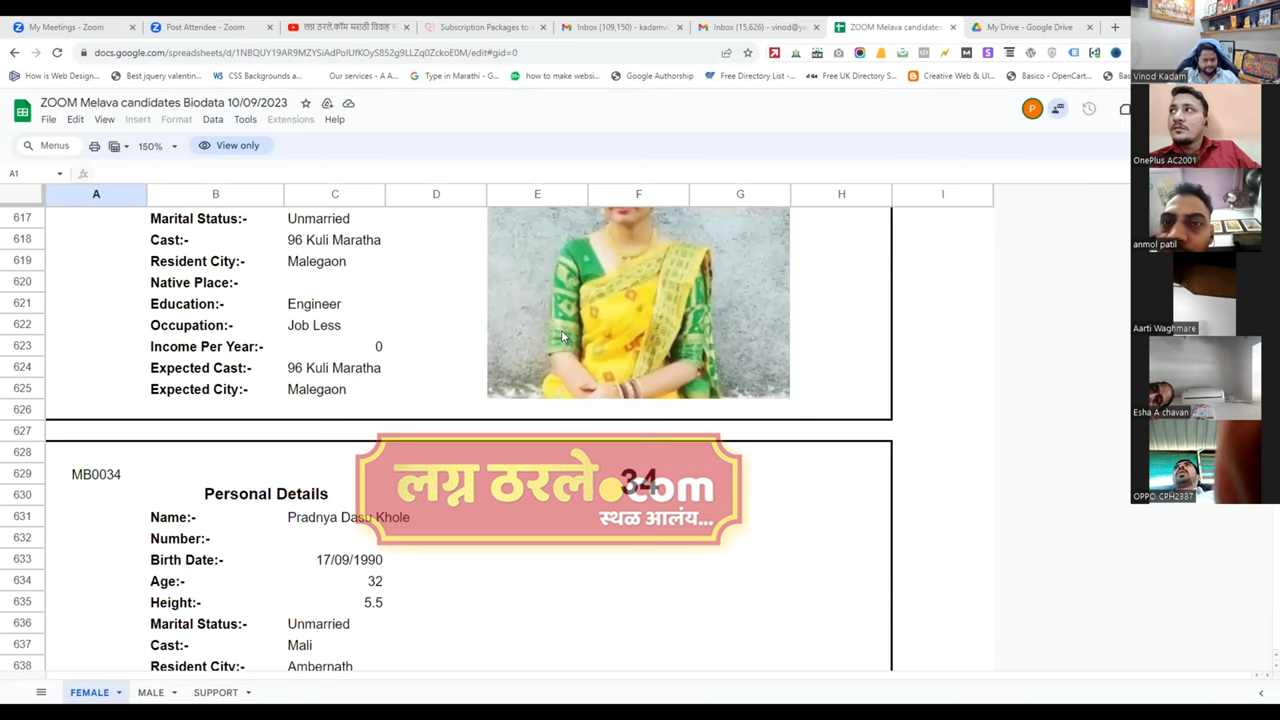 My Meetings - Zoom
Post Attendee - Zoom
लग्न ठरले.कॉम मराठी विवाह
Subscription Packages to
Inbox (109,150) - kadamvin
Inbox (15,626) - vinod@ye
ZOOM Melava candidates
My Drive - Google Drive
docs.google.com/spreadsheets/d/1NBQUY19AR9MZYSiAdPolUfKOyS852g9LLZq0ZckoE0M/edit#gid=0
How is Web Design...
Best jquery valentin...
CSS Backgrounds a...
Our services - A A...
Type in Marathi - G...
how to make websi...
Google Authorship
Free Directory List -...
Free UK Directory S...
Creative Web & UI...
Basico - OpenCart...
ZOOM Melava candidates Biodata 10/09/2023
File Edit View Insert Format Data Tools Extensions Help
P
Menus
150%
View only
A1
fx
A B C D E F G H I
617 Marital Status:- Unmarried
618 Cast:- 96 Kuli Maratha
619 Resident City:- Malegaon
620 Native Place:-
621 Education:- Engineer
622 Occupation:- Job Less
623 Income Per Year:- 0
624 Expected Cast:- 96 Kuli Maratha
625 Expected City:- Malegaon
626
627
628
629 MB0034 34
630 Personal Details
631 Name:- Pradnya Dasu Khole
632 Number:-
633 Birth Date:- 17/09/1990
634 Age:- 32
635 Height:- 5.5
636 Marital Status:- Unmarried
637 Cast:- Mali
638 Resident City:- Ambernath
लग्न ठरले.com
स्थळ आलंय...
FEMALE MALE SUPPORT
Vinod Kadam
OnePlus AC2001
anmol patil
Aarti Waghmare
Esha A chavan
OPPO CPH2387